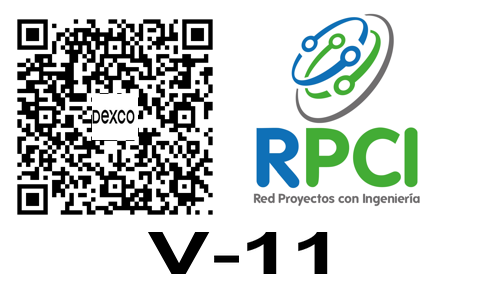 Dexco
RPCI
Red Proyectos con Ingeniería
V-11